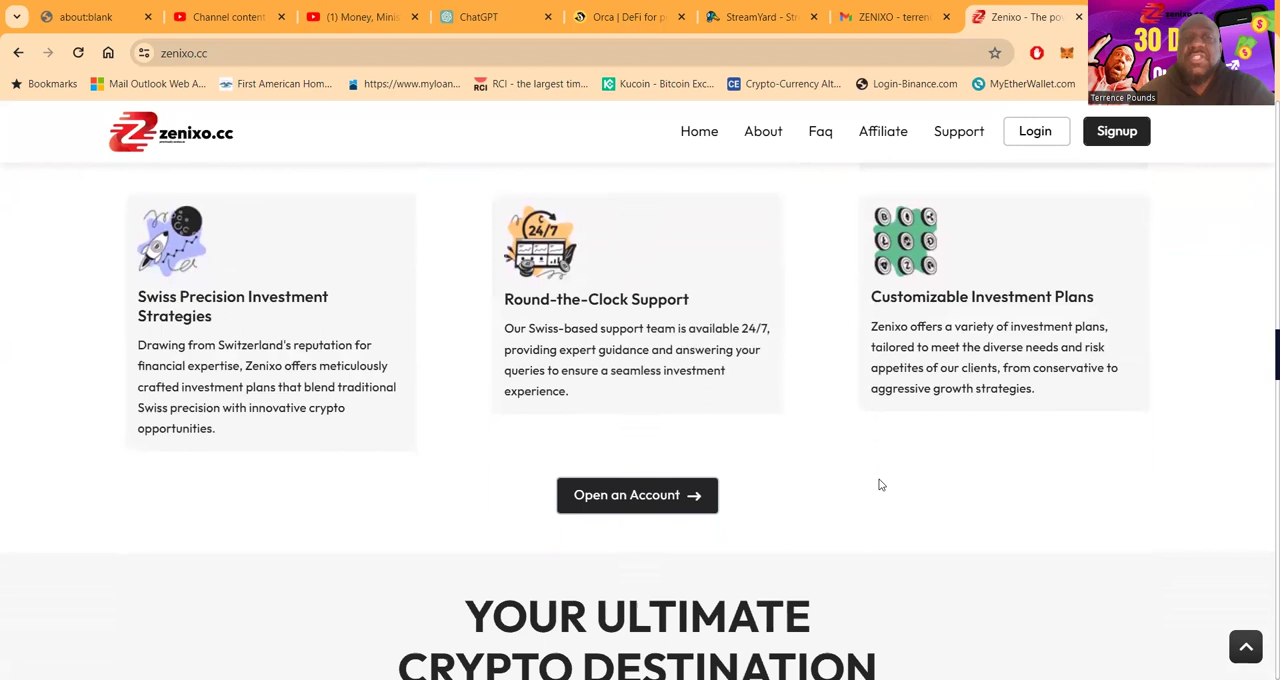 about:blank
Channel content
(1) Money, Minis
ChatGPT
Orca | DeFi for p
StreamYard - St
ZENIXO - terren
Zenixo - The po
zenixo.cc
Bookmarks
Mail Outlook Web A...
First American Hom...
https://www.myloan...
RCI - the largest tim...
Kucoin - Bitcoin Exc...
Crypto-Currency Alt...
Login-Binance.com
MyEtherWallet.com
30 D
Terrence Pounds
zenixo.cc
Home
About
Faq
Affiliate
Support
Login
Signup
Swiss Precision Investment
Strategies
Drawing from Switzerland's reputation for
financial expertise, Zenixo offers meticulously
crafted investment plans that blend traditional
Swiss precision with innovative crypto
opportunities.
24/7
Round-the-Clock Support
Our Swiss-based support team is available 24/7,
providing expert guidance and answering your
queries to ensure a seamless investment
experience.
Customizable Investment Plans
Zenixo offers a variety of investment plans,
tailored to meet the diverse needs and risk
appetites of our clients, from conservative to
aggressive growth strategies.
Open an Account →
YOUR ULTIMATE
CRYPTO DESTINATION